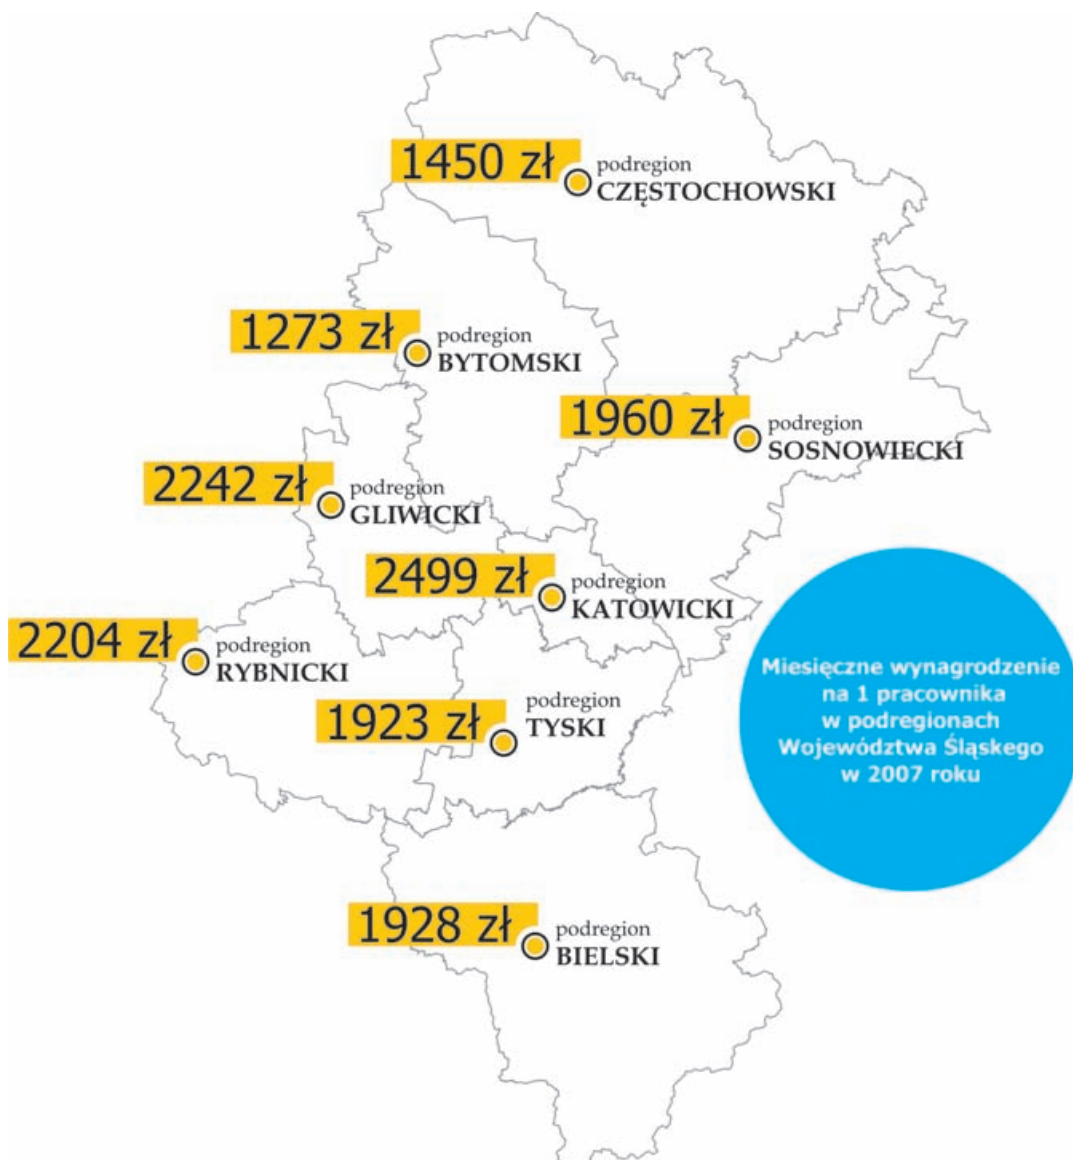 1450 zł
podregion
CZĘSTOCHOWSKI
1273 zł
podregion
BYTOMSKI
1960 zł
podregion
SOSNOWIECKI
2242 zł
podregion
GLIWICKI
2499 zł
podregion
KATOWICKI
2204 zł
podregion
RYBNICKI
1923 zł
podregion
TYSKI
Miesięczne wynagrodzenie
na 1 pracownika
w podregionach
Województwa Śląskego
w 2007 roku
1928 zł
podregion
BIELSKI